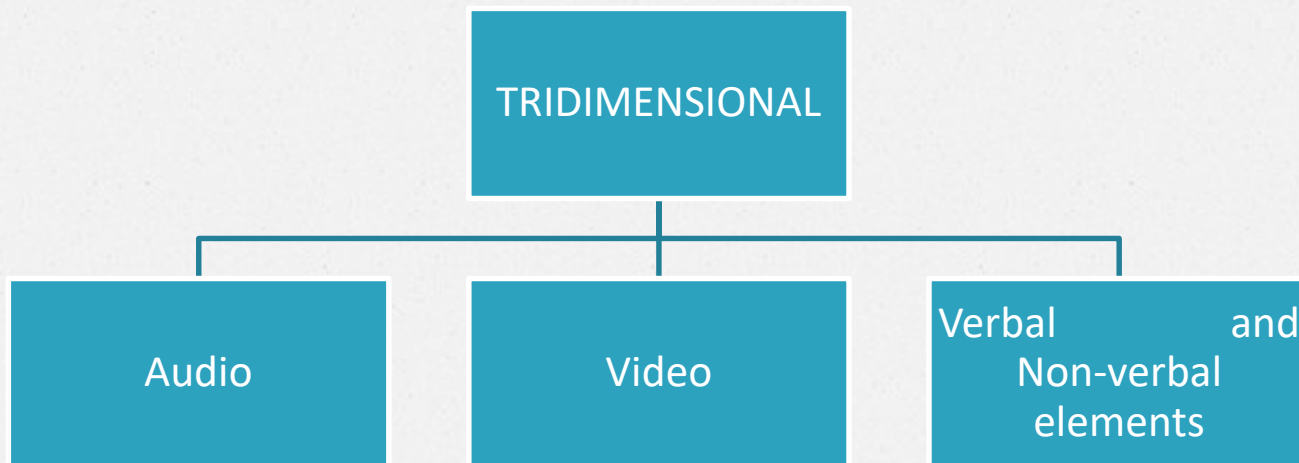 TRIDIMENSIONAL
Audio
Video
Verbal and
Non-verbal
elements